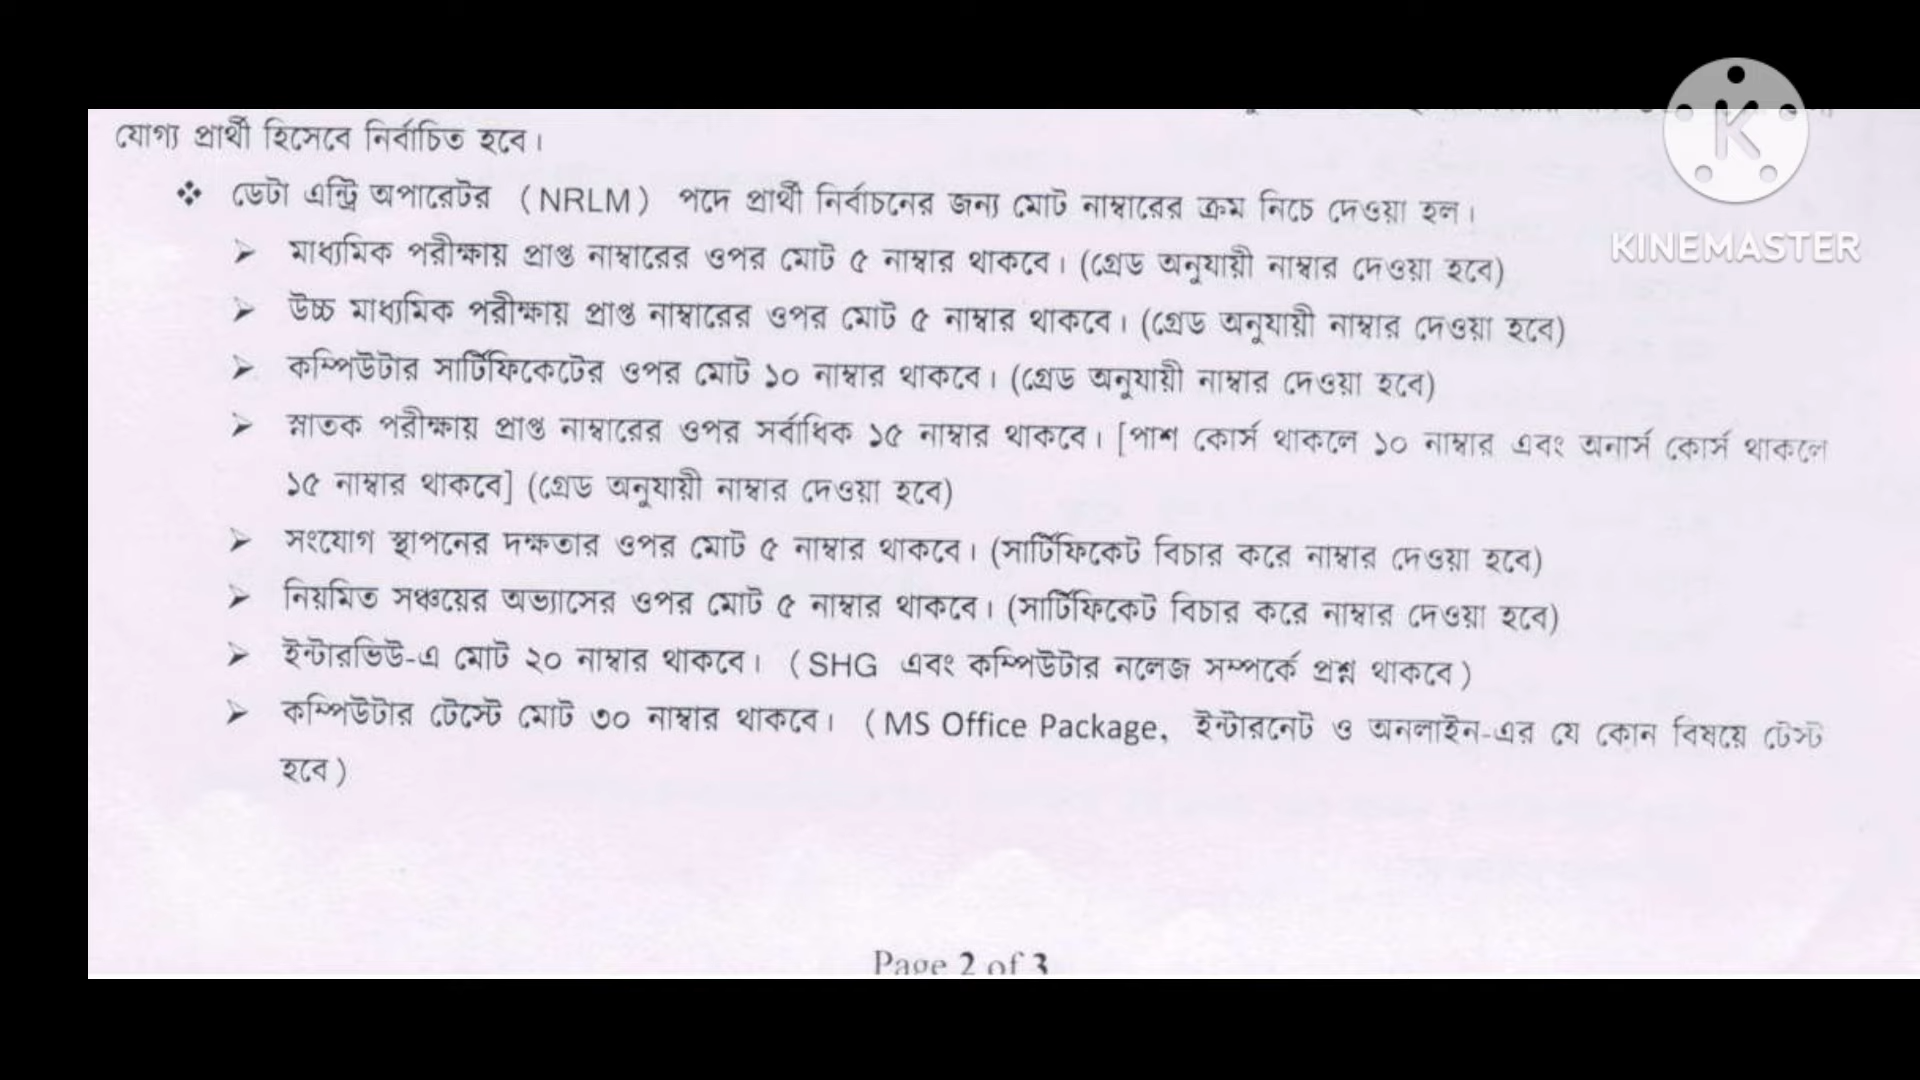 যোগ্য প্রার্থী হিসেবে নির্বাচিত হবে।
❖ ডেটা এন্ট্রি অপারেটর (NRLM) পদে প্রার্থী নির্বাচনের জন্য মোট নাম্বারের ক্রম নিচে দেওয়া হল।
➢ মাধ্যমিক পরীক্ষায় প্রাপ্ত নাম্বারের ওপর মোট ৫ নাম্বার থাকবে। (গ্রেড অনুযায়ী নাম্বার দেওয়া হবে)
➢ উচ্চ মাধ্যমিক পরীক্ষায় প্রাপ্ত নাম্বারের ওপর মোট ৫ নাম্বার থাকবে। (গ্রেড অনুযায়ী নাম্বার দেওয়া হবে)
➢ কম্পিউটার সার্টিফিকেটের ওপর মোট ১০ নাম্বার থাকবে। (গ্রেড অনুযায়ী নাম্বার দেওয়া হবে)
➢ স্নাতক পরীক্ষায় প্রাপ্ত নাম্বারের ওপর সর্বাধিক ১৫ নাম্বার থাকবে। [পাশ কোর্স থাকলে ১০ নাম্বার এবং অনার্স কোর্স থাকলে
১৫ নাম্বার থাকবে] (গ্রেড অনুযায়ী নাম্বার দেওয়া হবে)
➢ সংযোগ স্থাপনের দক্ষতার ওপর মোট ৫ নাম্বার থাকবে। (সার্টিফিকেট বিচার করে নাম্বার দেওয়া হবে)
➢ নিয়মিত সঞ্চয়ের অভ্যাসের ওপর মোট ৫ নাম্বার থাকবে। (সার্টিফিকেট বিচার করে নাম্বার দেওয়া হবে)
➢ ইন্টারভিউ-এ মোট ২০ নাম্বার থাকবে। (SHG এবং কম্পিউটার নলেজ সম্পর্কে প্রশ্ন থাকবে)
➢ কম্পিউটার টেস্টে মোট ৩০ নাম্বার থাকবে। (MS Office Package, ইন্টারনেট ও অনলাইন-এর যে কোন বিষয়ে টেস্ট
হবে)
Page 2 of 3
K
KINEMASTER